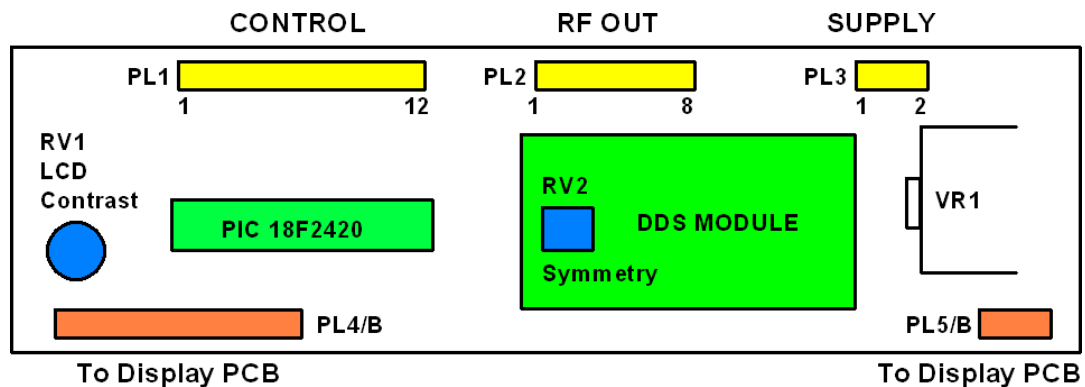 CONTROL
RF OUT
SUPPLY
PL1
PL2
PL3
1
12
1
8
1
2
RV1
LCD
Contrast
RV2
PIC 18F2420
DDS MODULE
VR1
Symmetry
PL4/B
PL5/B
To Display PCB
To Display PCB